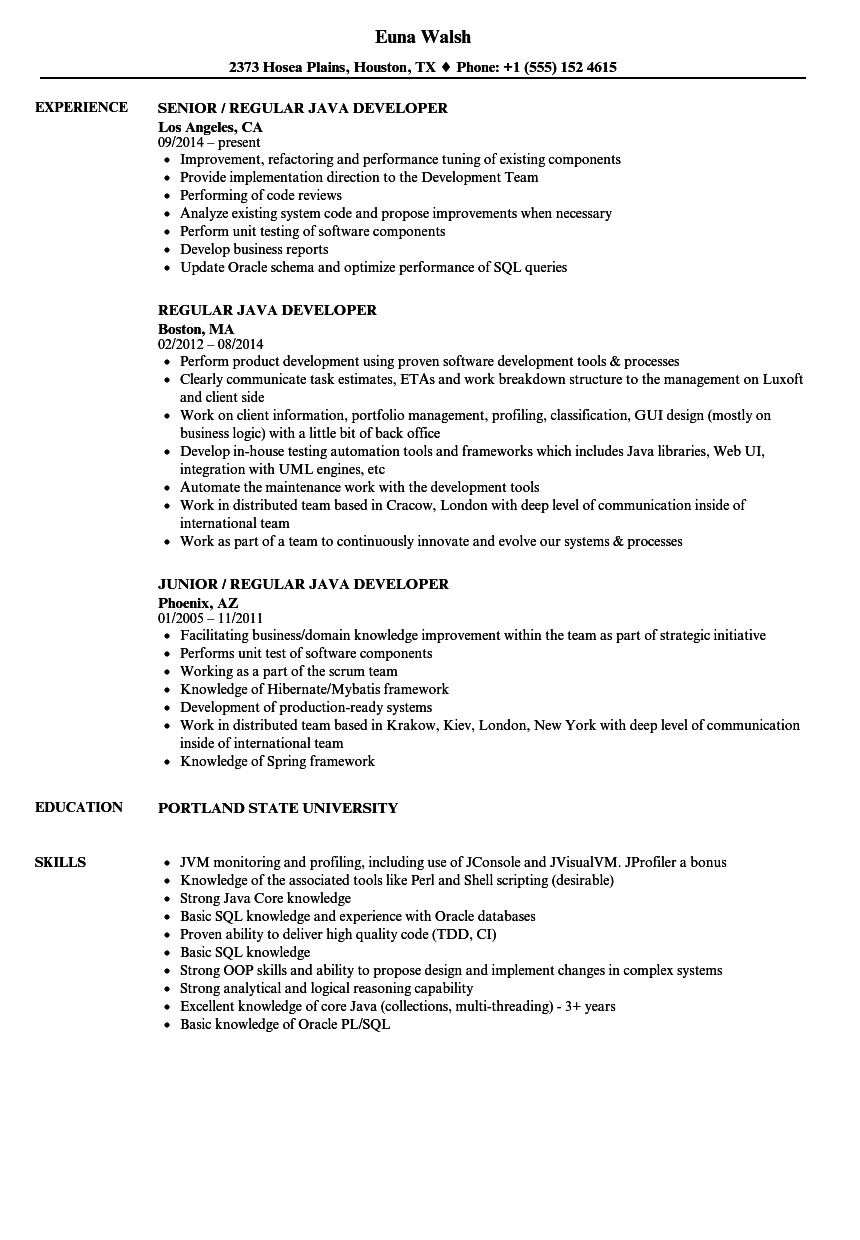 Euna Walsh
2373 Hosea Plains, Houston, TX ♦ Phone: +1 (555) 152 4615
EXPERIENCE
SENIOR / REGULAR JAVA DEVELOPER
Los Angeles, CA
09/2014 – present
• Improvement, refactoring and performance tuning of existing components
• Provide implementation direction to the Development Team
• Performing of code reviews
• Analyze existing system code and propose improvements when necessary
• Perform unit testing of software components
• Develop business reports
• Update Oracle schema and optimize performance of SQL queries
REGULAR JAVA DEVELOPER
Boston, MA
02/2012 – 08/2014
• Perform product development using proven software development tools & processes
• Clearly communicate task estimates, ETAs and work breakdown structure to the management on Luxoft
and client side
• Work on client information, portfolio management, profiling, classification, GUI design (mostly on
business logic) with a little bit of back office
• Develop in-house testing automation tools and frameworks which includes Java libraries, Web UI,
integration with UML engines, etc
• Automate the maintenance work with the development tools
• Work in distributed team based in Cracow, London with deep level of communication inside of
international team
• Work as part of a team to continuously innovate and evolve our systems & processes
JUNIOR / REGULAR JAVA DEVELOPER
Phoenix, AZ
01/2005 – 11/2011
• Facilitating business/domain knowledge improvement within the team as part of strategic initiative
• Performs unit test of software components
• Working as a part of the scrum team
• Knowledge of Hibernate/Mybatis framework
• Development of production-ready systems
• Work in distributed team based in Krakow, Kiev, London, New York with deep level of communication
inside of international team
• Knowledge of Spring framework
EDUCATION
PORTLAND STATE UNIVERSITY
SKILLS
• JVM monitoring and profiling, including use of JConsole and JVisualVM. JProfiler a bonus
• Knowledge of the associated tools like Perl and Shell scripting (desirable)
• Strong Java Core knowledge
• Basic SQL knowledge and experience with Oracle databases
• Proven ability to deliver high quality code (TDD, CI)
• Basic SQL knowledge
• Strong OOP skills and ability to propose design and implement changes in complex systems
• Strong analytical and logical reasoning capability
• Excellent knowledge of core Java (collections, multi-threading) - 3+ years
• Basic knowledge of Oracle PL/SQL